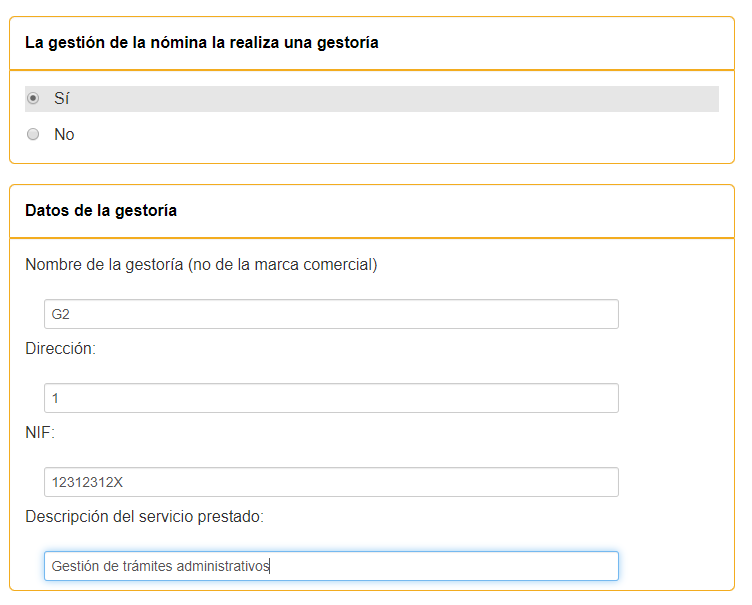 La gestión de la nómina la realiza una gestoría
Sí
No
Datos de la gestoría
Nombre de la gestoría (no de la marca comercial)
G2
Dirección:
1
NIF:
12312312X
Descripción del servicio prestado:
Gestión de trámites administrativos